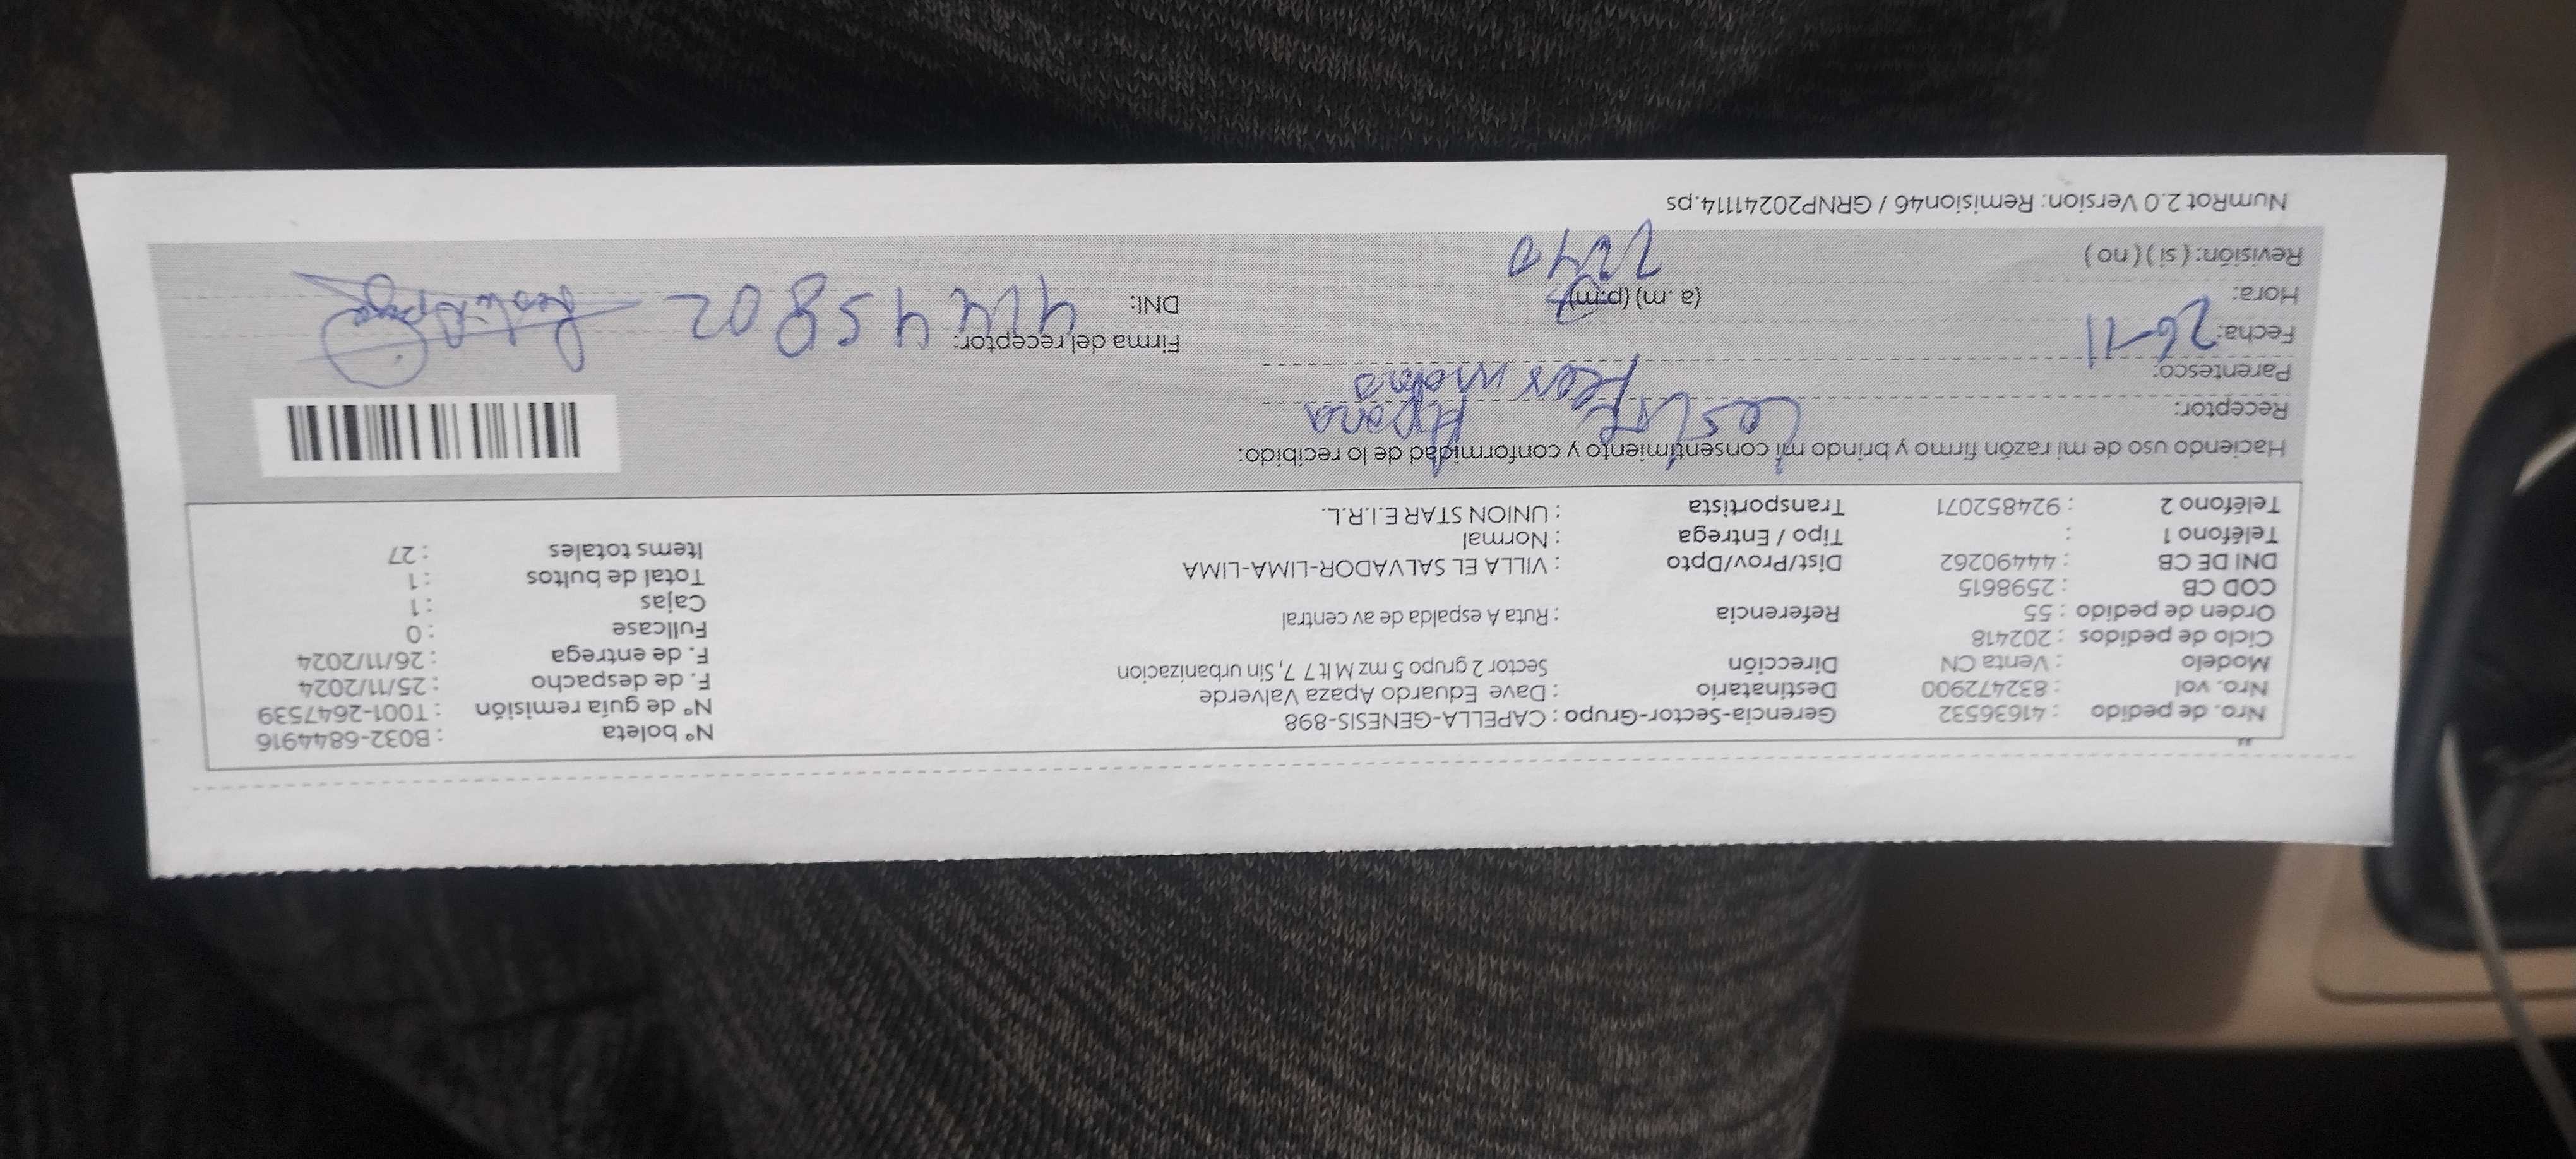 "
Nro. de pedido : 41636532 Gerencia-Sector-Grupo : CAPELLA-GENESIS-898 N° boleta : B032-6844916
Nro. vol : 832472900 Destinatario : Dave Eduardo Apaza Valverde N° de guía remisión : T001-2647539
Modelo : Venta CN Dirección Sector 2 grupo 5 mz M lt 7 7, Sin urbanizacion F. de despacho : 25/11/2024
Ciclo de pedidos : 202418 F. de entrega : 26/11/2024
Orden de pedido : 55 Referencia : Ruta A espalda de av central Fullcase : 0
COD CB : 2598615 Cajas : 1
DNI DE CB : 44490262 Dist/Prov/Dpto : VILLA EL SALVADOR-LIMA-LIMA Total de bultos : 1
Teléfono 1 : Tipo / Entrega : Normal Items totales : 27
Teléfono 2 : 924852071 Transportista : UNION STAR E.I.R.L.
Haciendo uso de mi razón firmo y brindo mi consentimiento y conformidad de lo recibido:
Receptor: Leslie Apaza
Parentesco: Hermana
Fecha: 26-11 Firma del receptor:
Hora: (a. m) (p.m) DNI: 41445802
Revisión: ( si ) ( no )
NumRot 2.0 Version: Remision46 / GRNP20241114.ps